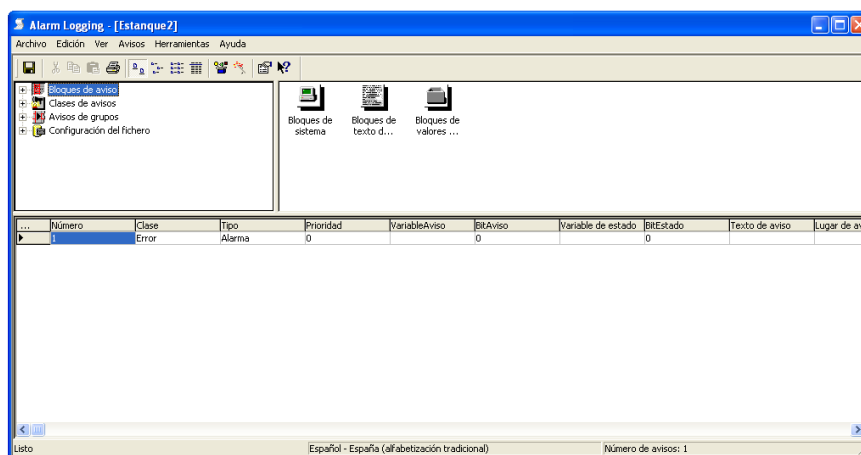 Alarm Logging - [Estanque2]
Archivo Edición Ver Avisos Herramientas Ayuda
Bloques de aviso
Clases de avisos
Avisos de grupos
Configuración del fichero
Bloques de sistema
Bloques de texto d...
Bloques de valores ...
... Número Clase Tipo Prioridad VariableAviso BitAviso Variable de estado BitEstado Texto de aviso Lugar de av
1 Error Alarma 0 0 0
Listo Español - España (alfabetización tradicional) Número de avisos: 1